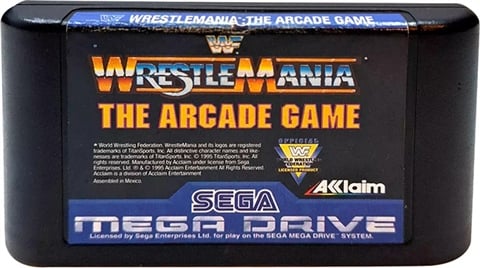 WRESTLEMANIA: THE ARCADE GAME
WF
WRESTLEMANIA
THE ARCADE GAME
* World Wrestling Federation, WrestleMania and its logos are registered
trademarks of TitanSports, Inc. All distinctive character names and like-
nesses are trademarks of TitanSports, Inc. © 1995 TitanSports, Inc. All
rights reserved. Manufactured by Acclaim under license from Sega
Enterprises Ltd. ® & © 1995 Acclaim Entertainment All Rights Reserved.
Acclaim is a division of Acclaim Entertainment
Assembled in Mexico.
OFFICIAL
WORLD WRESTLING
FEDERATION
LICENSED PRODUCT
AKKlaim
SEGA
MEGA DRIVE
Licensed by Sega Enterprises Ltd. for play on the SEGA MEGA DRIVE™ SYSTEM.